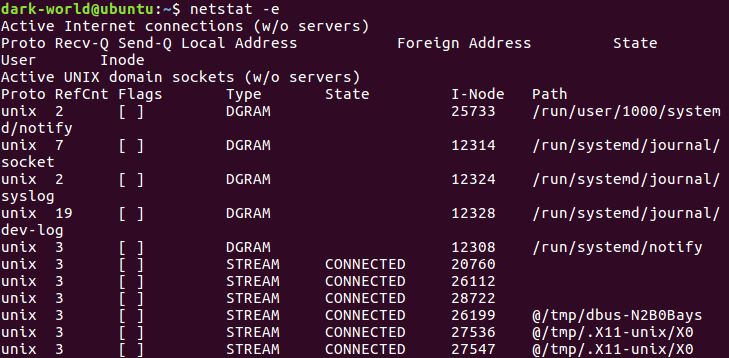 dark-world@ubuntu:~$ netstat -e
Active Internet connections (w/o servers)
Proto Recv-Q Send-Q Local Address           Foreign Address         State      
User       Inode
Active UNIX domain sockets (w/o servers)
Proto RefCnt Flags       Type       State         I-Node   Path
unix  2      [ ]         DGRAM                    25733    /run/user/1000/system
d/notify
unix  7      [ ]         DGRAM                    12314    /run/systemd/journal/
socket
unix  2      [ ]         DGRAM                    12324    /run/systemd/journal/
syslog
unix  19     [ ]         DGRAM                    12328    /run/systemd/journal/
dev-log
unix  3      [ ]         DGRAM                    12308    /run/systemd/notify
unix  3      [ ]         STREAM     CONNECTED     20760
unix  3      [ ]         STREAM     CONNECTED     26112
unix  3      [ ]         STREAM     CONNECTED     28722
unix  3      [ ]         STREAM     CONNECTED     26199    @/tmp/dbus-N2B0Bays
unix  3      [ ]         STREAM     CONNECTED     27536    @/tmp/.X11-unix/X0
unix  3      [ ]         STREAM     CONNECTED     27547    @/tmp/.X11-unix/X0